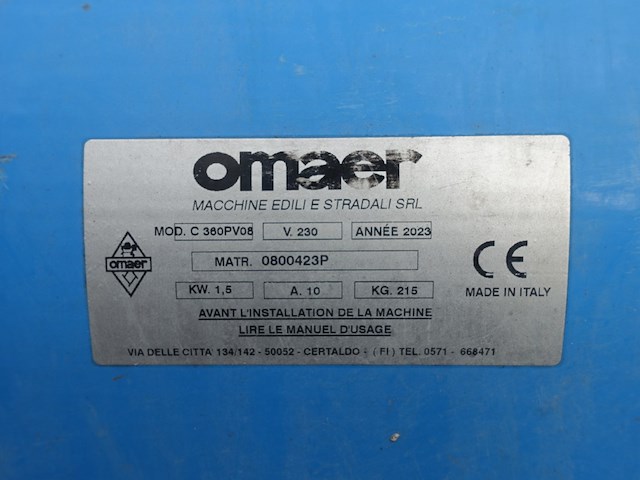 omaer
MACCHINE EDILI E STRADALI SRL
MOD. C 360PV08 V. 230 ANNÉE 2023
MATR. 0800423P
omaer
KW. 1,5 A. 10 KG. 215
CE
MADE IN ITALY
AVANT L'INSTALLATION DE LA MACHINE
LIRE LE MANUEL D'USAGE
VIA DELLE CITTA' 134/142 - 50052 - CERTALDO - ( FI ) TEL. 0571 - 668471